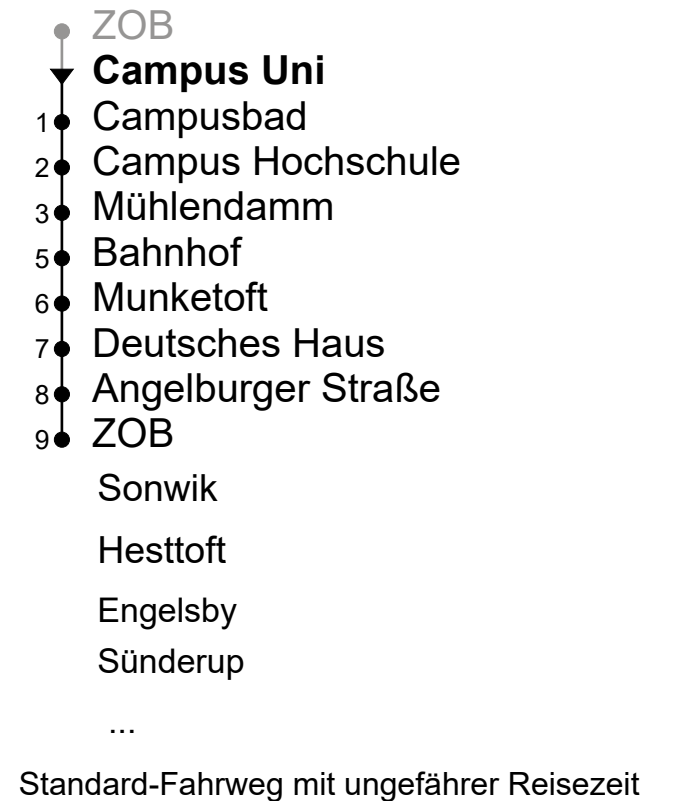 ZOB
Campus Uni
1 Campusbad
2 Campus Hochschule
3 Mühlendamm
5 Bahnhof
6 Munketoft
7 Deutsches Haus
8 Angelburger Straße
9 ZOB
Sonwik
Hesttoft
Engelsby
Sünderup
...
Standard-Fahrweg mit ungefährer Reisezeit